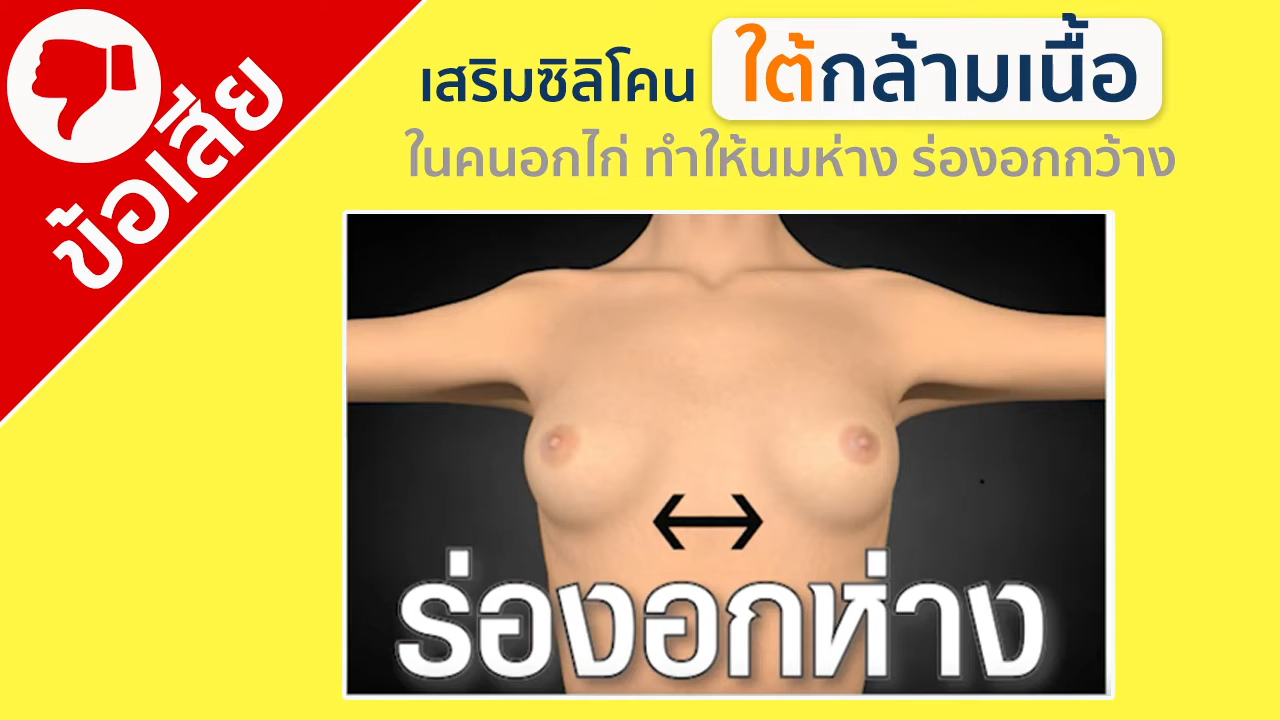 ข้อเสีย
เสริมซิลิโคน ใต้กล้ามเนื้อ
ในคนอกไก่ ทำให้นมห่าง ร่องอกกว้าง
ร่องอกห่าง